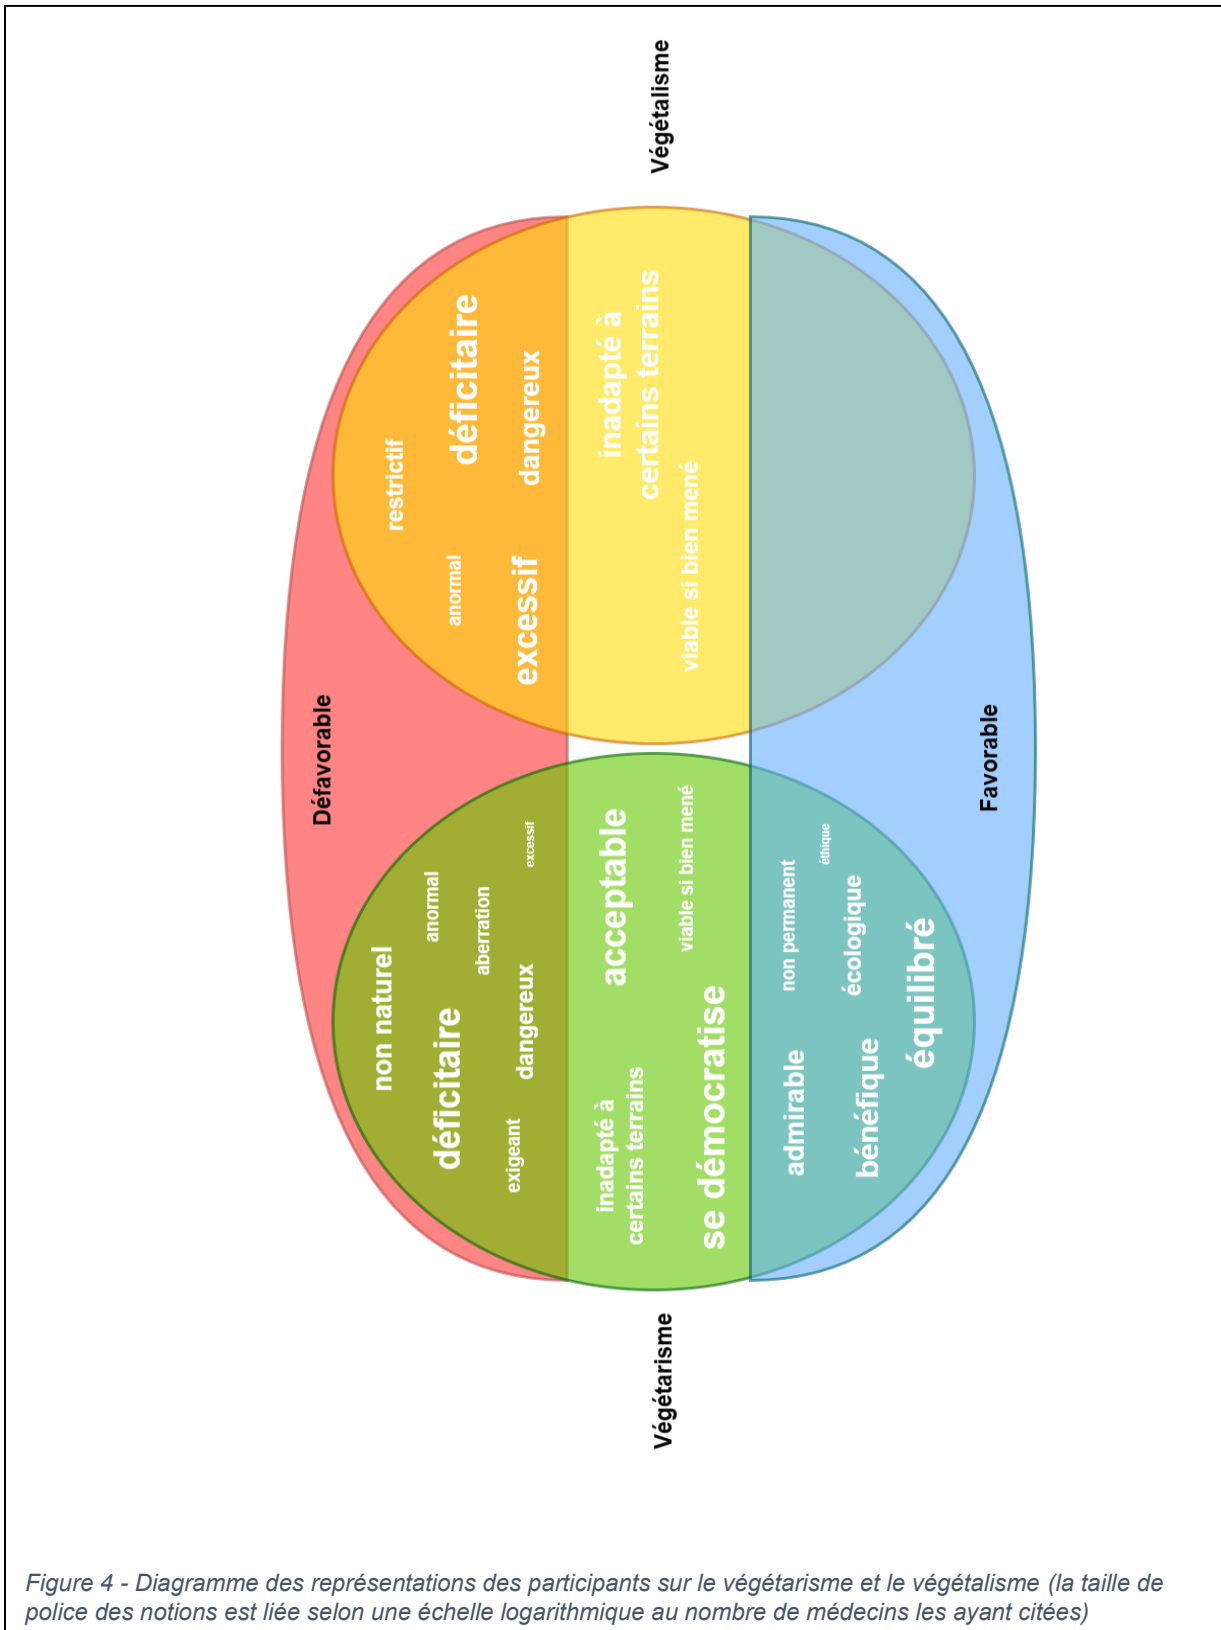 Défavorable
Végétarisme
non naturel
déficitaire
anormal
aberration
exigeant
dangereux
excessif
inadapté à
certains terrains
acceptable
viable si bien mené
se démocratise
admirable
non permanent
éthique
écologique
bénéfique
équilibré
Végétalisme
restrictif
anormal
déficitaire
excessif
dangereux
inadapté à
certains terrains
viable si bien mené
Favorable
Figure 4 - Diagramme des représentations des participants sur le végétarisme et le végétalisme (la taille de
police des notions est liée selon une échelle logarithmique au nombre de médecins les ayant citées)